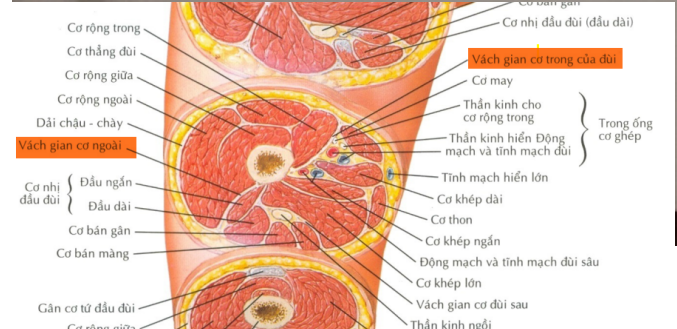 Cơ rộng trong
Cơ thẳng đùi
Cơ rộng giữa
Cơ rộng ngoài
Dải chậu - chày
Vách gian cơ ngoài
Cơ nhị
đầu đùi
Đầu ngắn
Đầu dài
Cơ bán gân
Cơ bán màng
Gân cơ tứ đầu đùi
Cơ rộng giữa
Cơ bán gân
Cơ nhị đầu đùi (đầu dài)
Vách gian cơ trong của đùi
Cơ may
Thần kinh cho
cơ rộng trong
Thần kinh hiển Động
mạch và tĩnh mạch đùi
Trong ống
cơ ghép
Tĩnh mạch hiển lớn
Cơ khép dài
Cơ thon
Cơ khép ngắn
Động mạch và tĩnh mạch đùi sâu
Cơ khép lớn
Vách gian cơ đùi sau
Thần kinh ngồi